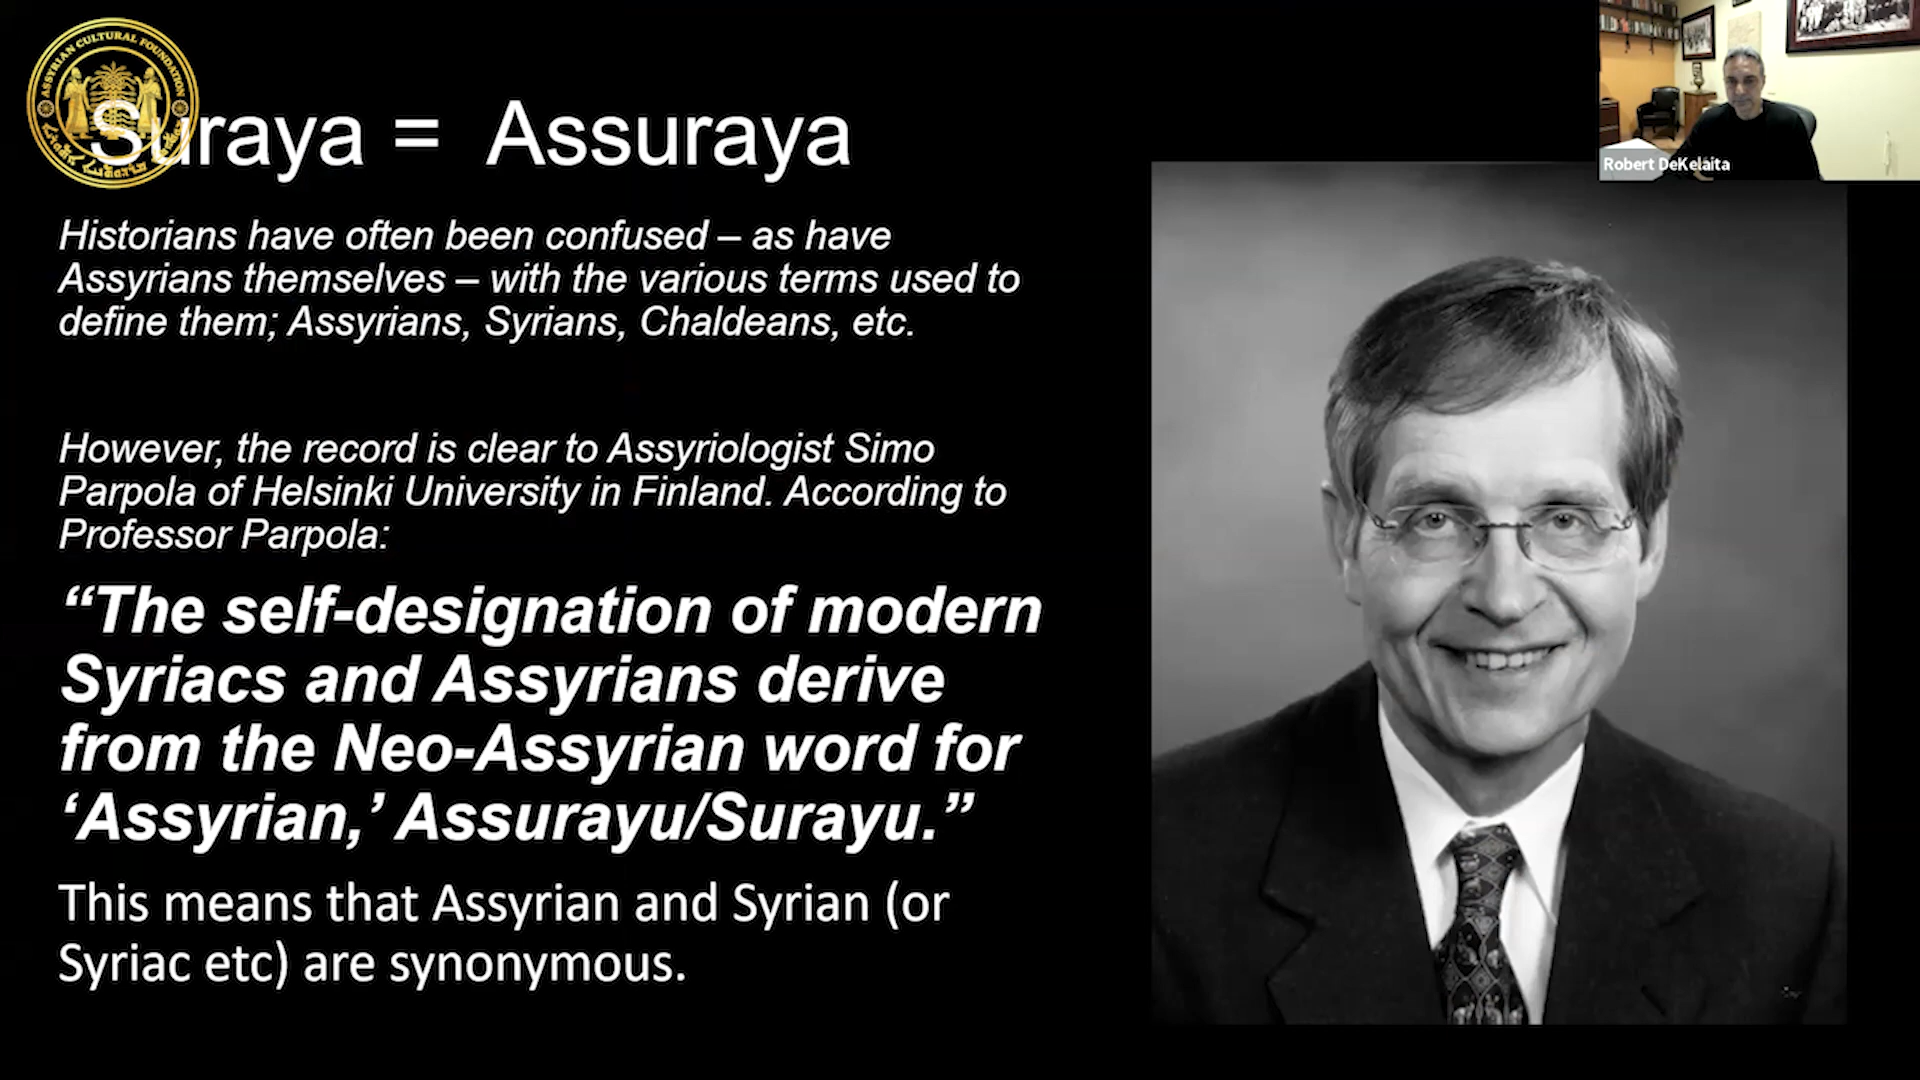 ASSYRIAN CULTURAL FOUNDATION
Suraya = Assuraya
Historians have often been confused – as have
Assyrians themselves – with the various terms used to
define them; Assyrians, Syrians, Chaldeans, etc.
However, the record is clear to Assyriologist Simo
Parpola of Helsinki University in Finland. According to
Professor Parpola:
“The self-designation of modern
Syriacs and Assyrians derive
from the Neo-Assyrian word for
‘Assyrian,’ Assurayu/Surayu.”
This means that Assyrian and Syrian (or
Syriac etc) are synonymous.
Robert DeKelaita